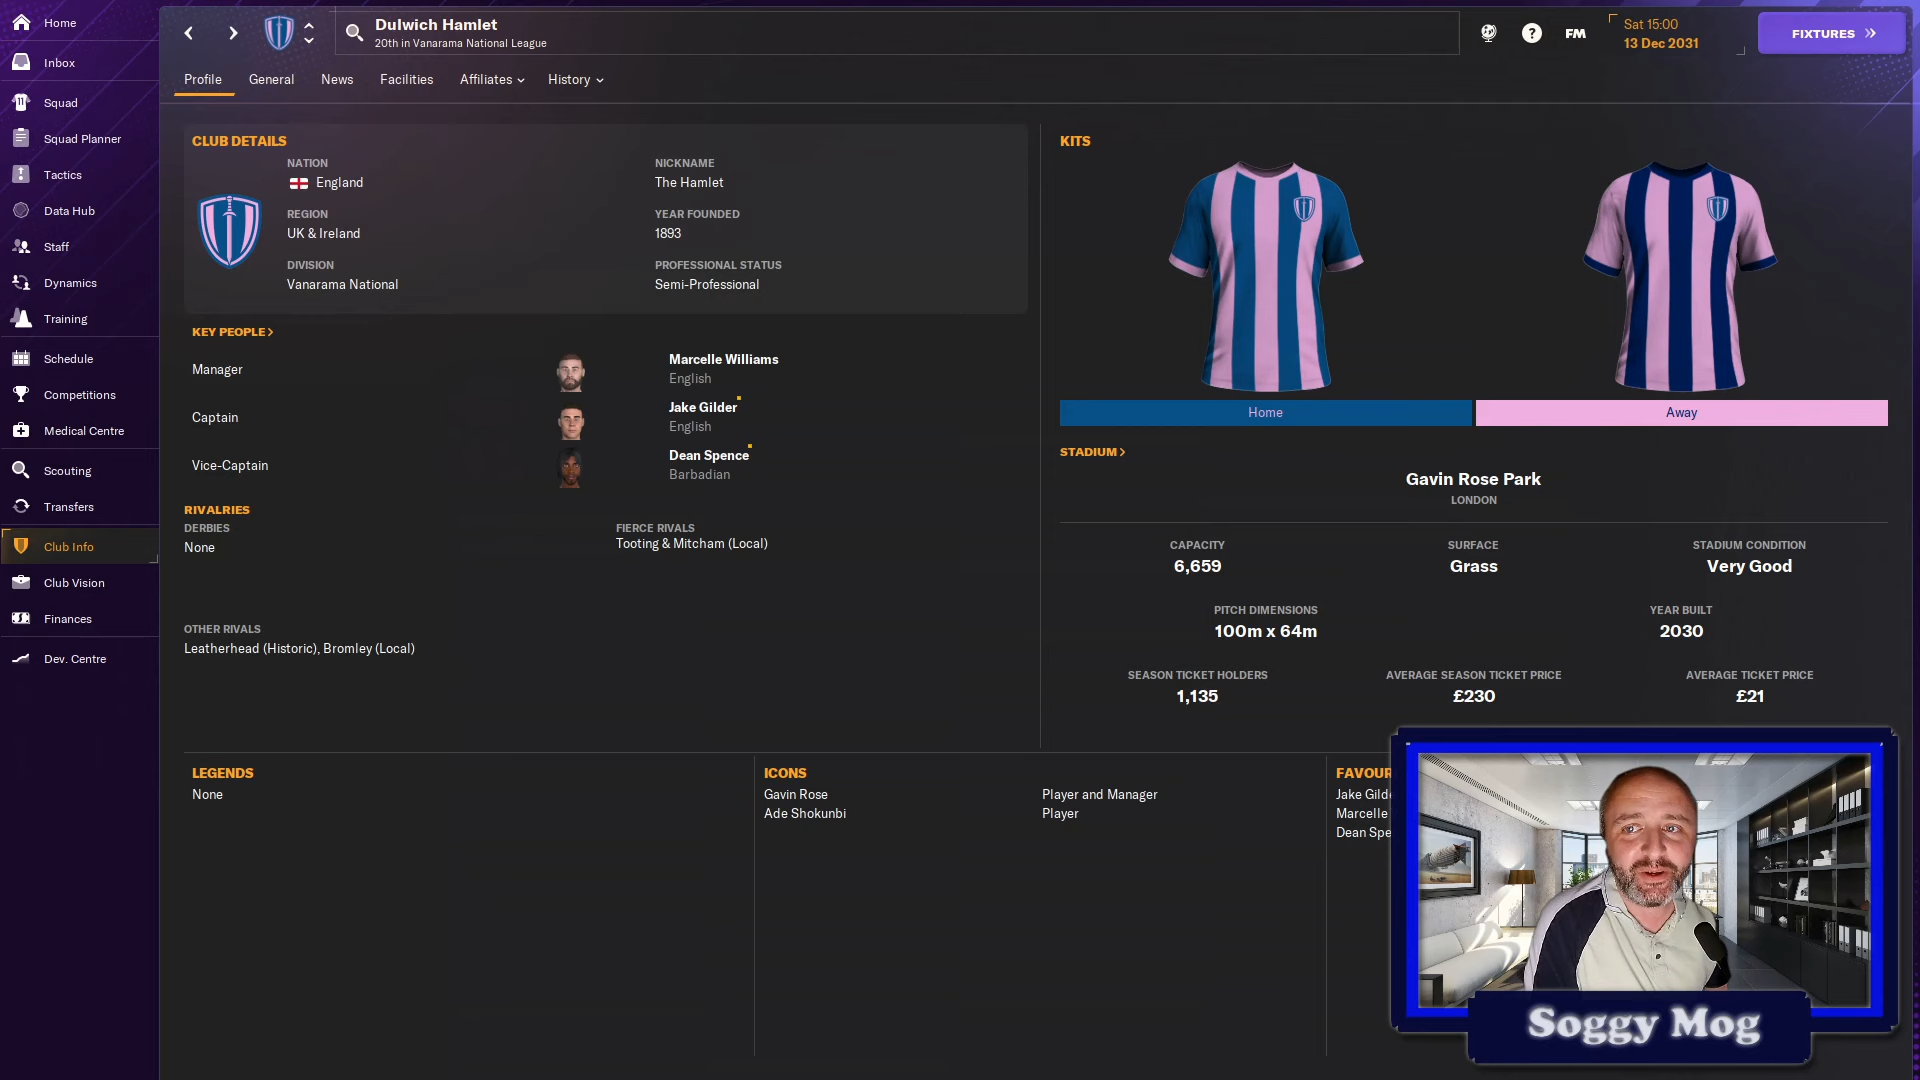 Home
Inbox
Squad
Squad Planner
Tactics
Data Hub
Staff
Dynamics
Training
Schedule
Competitions
Medical Centre
Scouting
Transfers
Club Info
Club Vision
Finances
Dev. Centre
Dulwich Hamlet
20th in Vanarama National League
FM
Sat 15:00
13 Dec 2031
FIXTURES
Profile General News Facilities Affiliates History
CLUB DETAILS
NATION
England
NICKNAME
The Hamlet
REGION
UK & Ireland
YEAR FOUNDED
1893
DIVISION
Vanarama National
PROFESSIONAL STATUS
Semi-Professional
KEY PEOPLE
Manager
Marcelle Williams
English
Captain
Jake Gilder
English
Vice-Captain
Dean Spence
Barbadian
RIVALRIES
DERBIES
None
FIERCE RIVALS
Tooting & Mitcham (Local)
OTHER RIVALS
Leatherhead (Historic), Bromley (Local)
KITS
Home
Away
STADIUM
Gavin Rose Park
LONDON
CAPACITY
6,659
SURFACE
Grass
STADIUM CONDITION
Very Good
PITCH DIMENSIONS
100m x 64m
YEAR BUILT
2030
SEASON TICKET HOLDERS
1,135
AVERAGE SEASON TICKET PRICE
£230
AVERAGE TICKET PRICE
£21
LEGENDS
None
ICONS
Gavin Rose Player and Manager
Ade Shokunbi Player
FAVOUR
Jake Gilde
Marcelle
Dean Spe
Soggy Mog